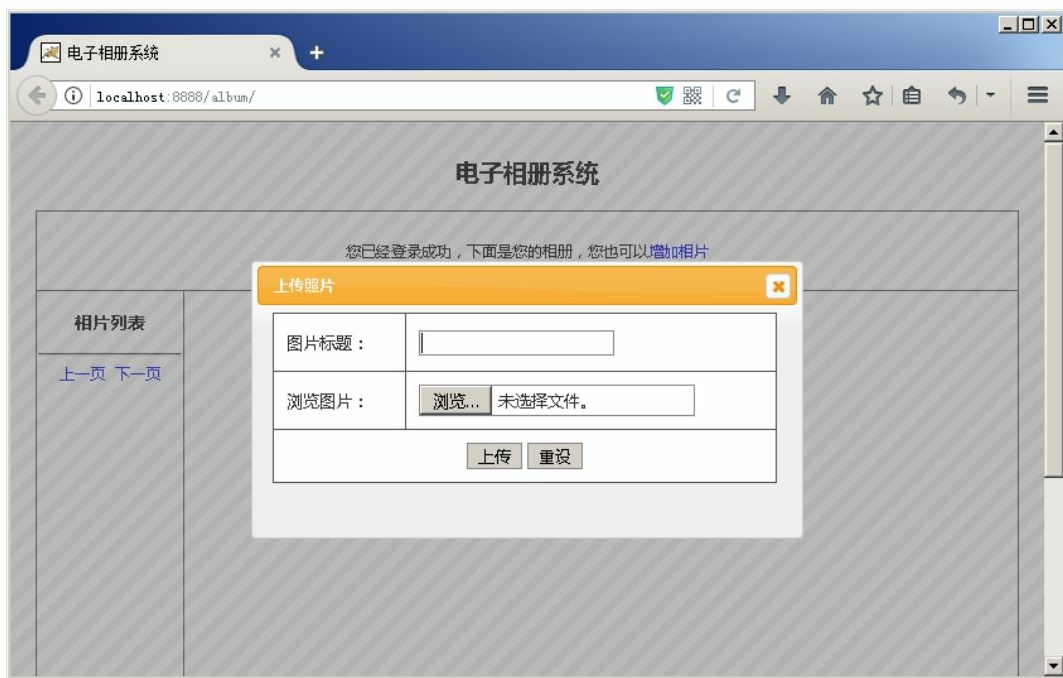 电子相册系统
localhost:8888/album/
电子相册系统
您已经登录成功，下面是您的相册，您也可以增加相片
上传照片
相片列表
上一页 下一页
图片标题：
浏览图片：
浏览... 未选择文件。
上传 重设